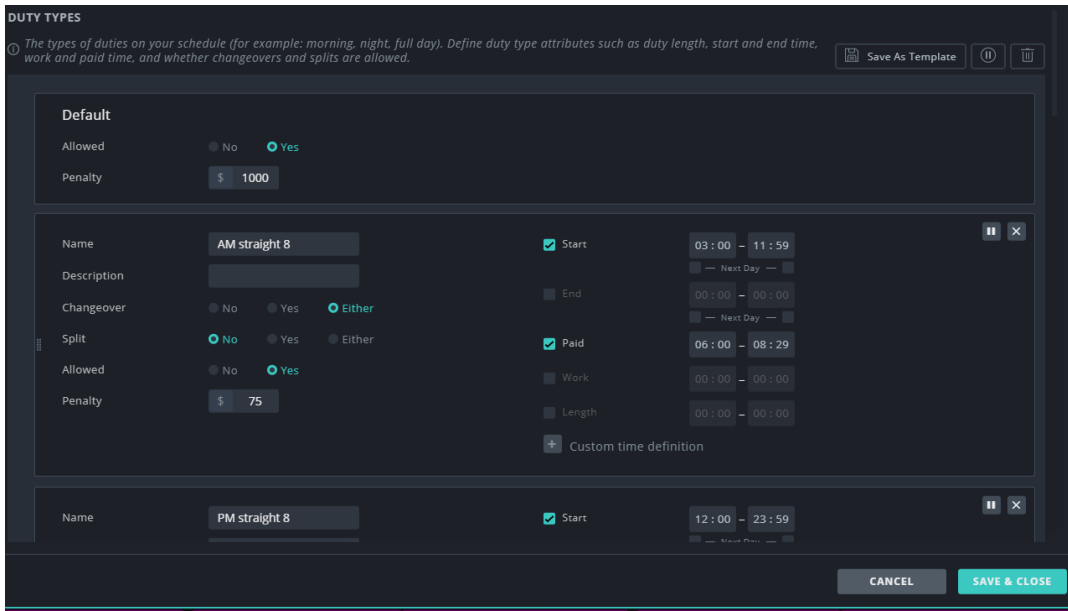 DUTY TYPES
The types of duties on your schedule (for example: morning, night, full day). Define duty type attributes such as duty length, start and end time,
work and paid time, and whether changeovers and splits are allowed.
Save As Template
Default
Allowed No Yes
Penalty $ 1000
Name AM straight 8 Start 03 : 00 – 11 : 59
— Next Day —
Description
End 00 : 00 – 00 : 00
Changeover No Yes Either
— Next Day —
Split No Yes Either Paid 06 : 00 – 08 : 29
Allowed No Yes
Work 00 : 00 – 00 : 00
Penalty $ 75
Length 00 : 00 – 00 : 00
+ Custom time definition
Name PM straight 8 Start 12 : 00 – 23 : 59
— Next Day —
CANCEL SAVE & CLOSE